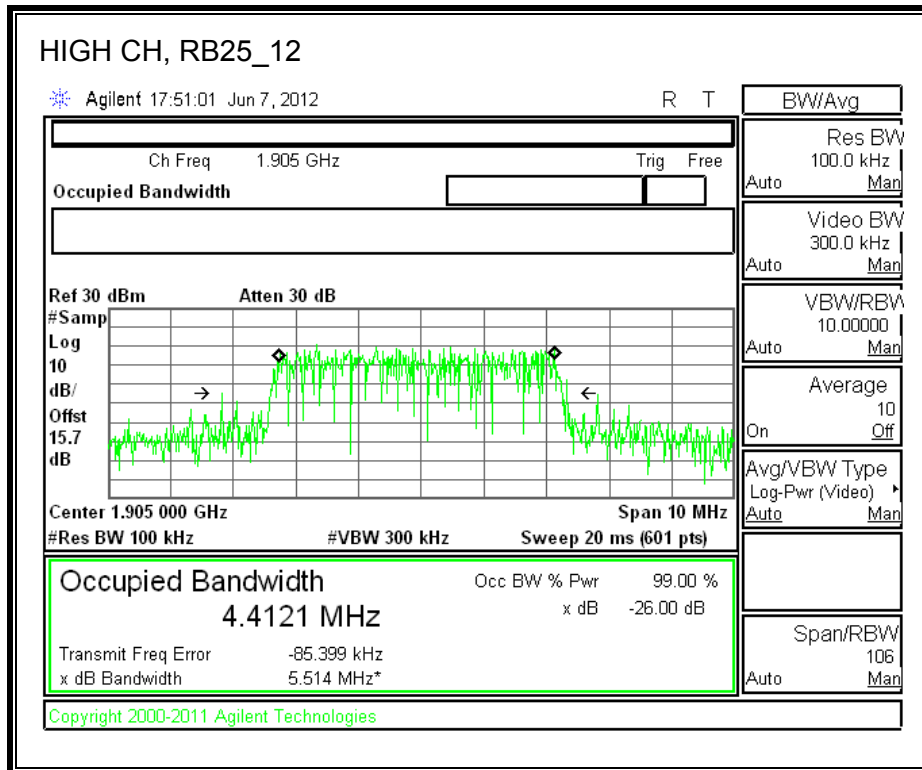 HIGH CH, RB25_12
Agilent 17:51:01 Jun 7, 2012 R T
Ch Freq 1.905 GHz Trig Free
Occupied Bandwidth
Ref 30 dBm Atten 30 dB
#Samp
Log
10
dB/
Offst
15.7
dB
Center 1.905 000 GHz Span 10 MHz
#Res BW 100 kHz #VBW 300 kHz Sweep 20 ms (601 pts)
Occupied Bandwidth Occ BW % Pwr 99.00 %
4.4121 MHz x dB -26.00 dB
Transmit Freq Error -85.399 kHz
x dB Bandwidth 5.514 MHz*
Copyright 2000-2011 Agilent Technologies
BW/Avg
Res BW
100.0 kHz
Auto Man
Video BW
300.0 kHz
Auto Man
VBW/RBW
10.00000
Auto Man
Average
10
On Off
Avg/VBW Type
Log-Pwr (Video)
Auto Man
Span/RBW
106
Auto Man